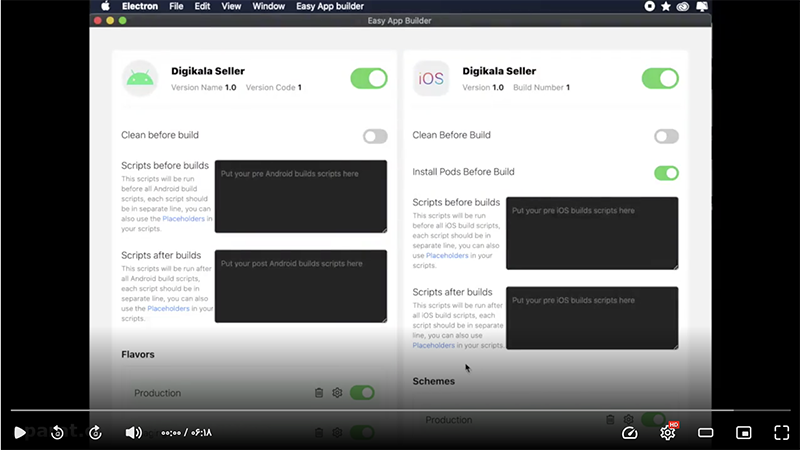 Electron File Edit View Window Easy App builder
Easy App Builder
Digikala Seller
Version Name 1.0 Version Code 1
Clean before build
Scripts before builds
This scripts will be run
before all Android build
scripts, each script should
be in separate line, you can
also use the Placeholders in
your scripts.
Put your pre Android builds scripts here
Scripts after builds
This scripts will be run after
all Android build scripts,
each script should be in
separate line, you can also
use the Placeholders in your
scripts.
Put your post Android builds scripts here
Flavors
Production
iOS
Digikala Seller
Version 1.0 Build Number 1
Clean Before Build
Install Pods Before Build
Scripts before builds
This scripts will be run
before all iOS build scripts,
each script should be in
separate line, you can also
use Placeholders in your
scripts.
Put your pre iOS builds scripts here
Scripts after builds
This scripts will be run after
all iOS build scripts, each
script should be in separate
line, you can also use
Placeholders in your scripts.
Put your pre iOS builds scripts here
Schemes
Production
۰۰:۰۰ / ۰۶:۱۸
HD